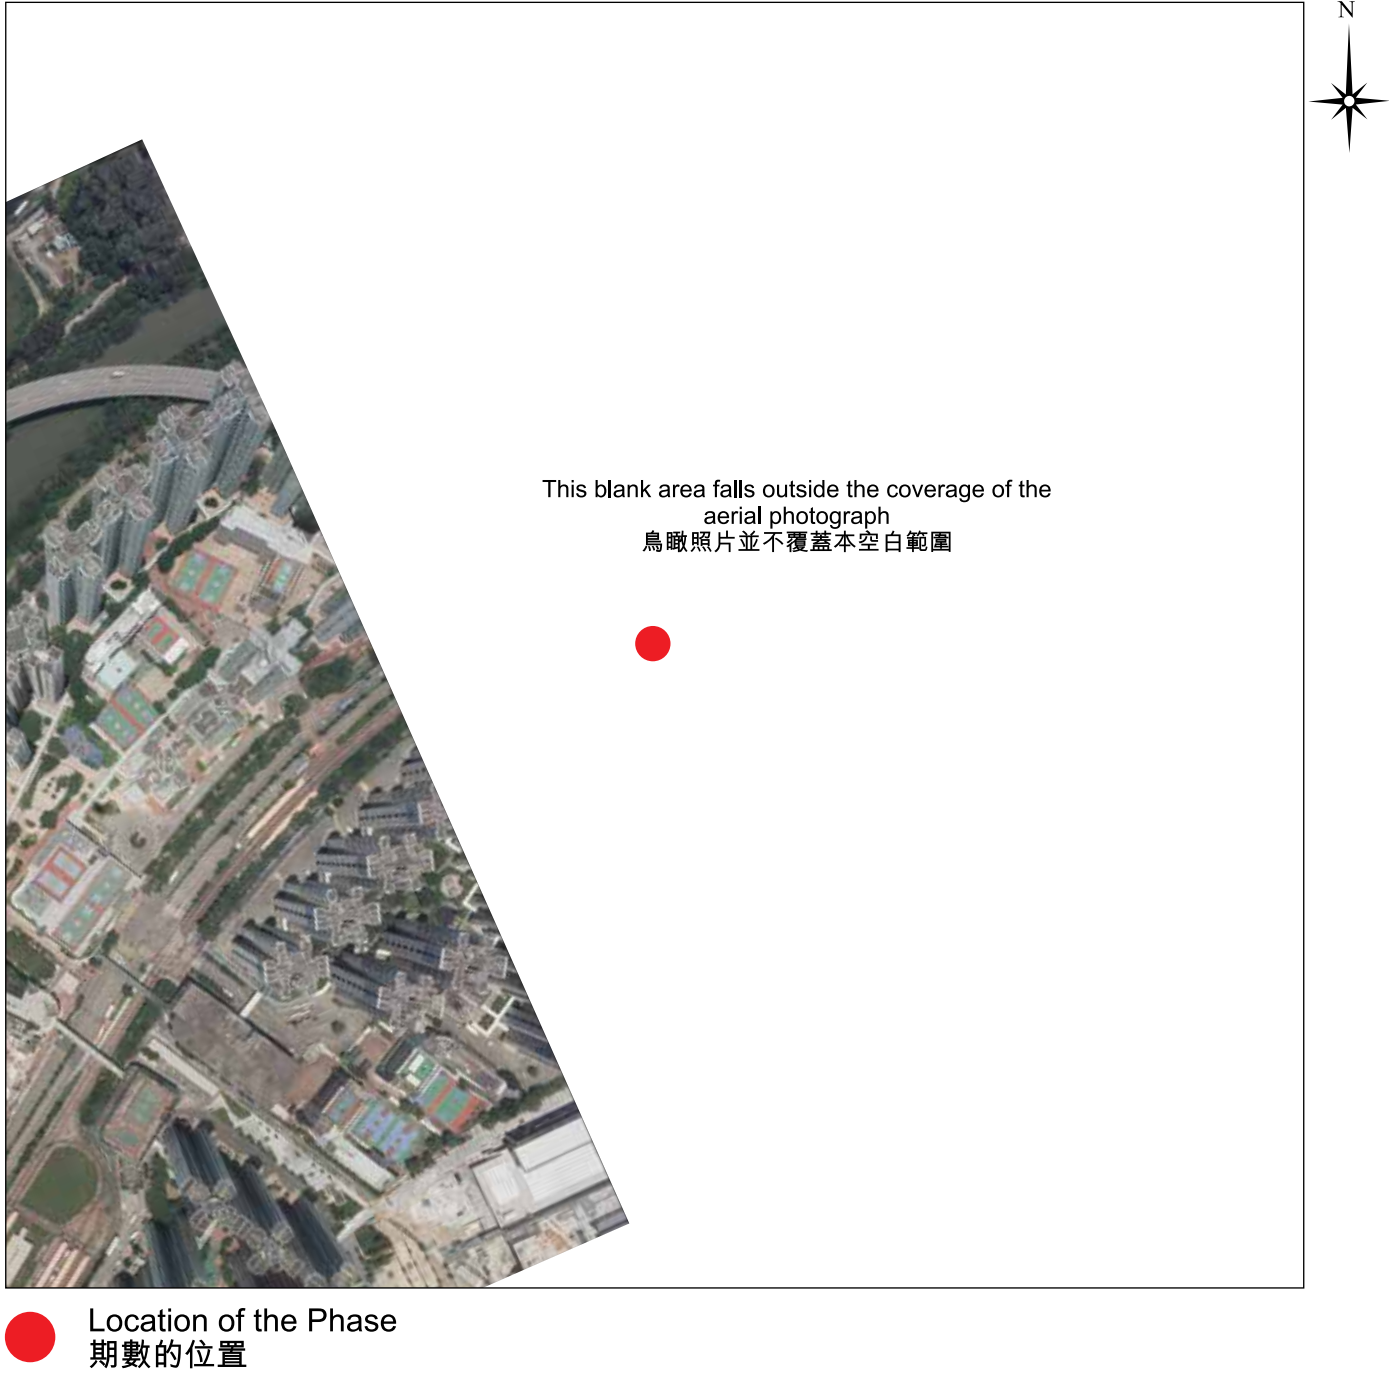 N
This blank area falls outside the coverage of the
aerial photograph
鳥瞰照片並不覆蓋本空白範圍
Location of the Phase
期數的位置